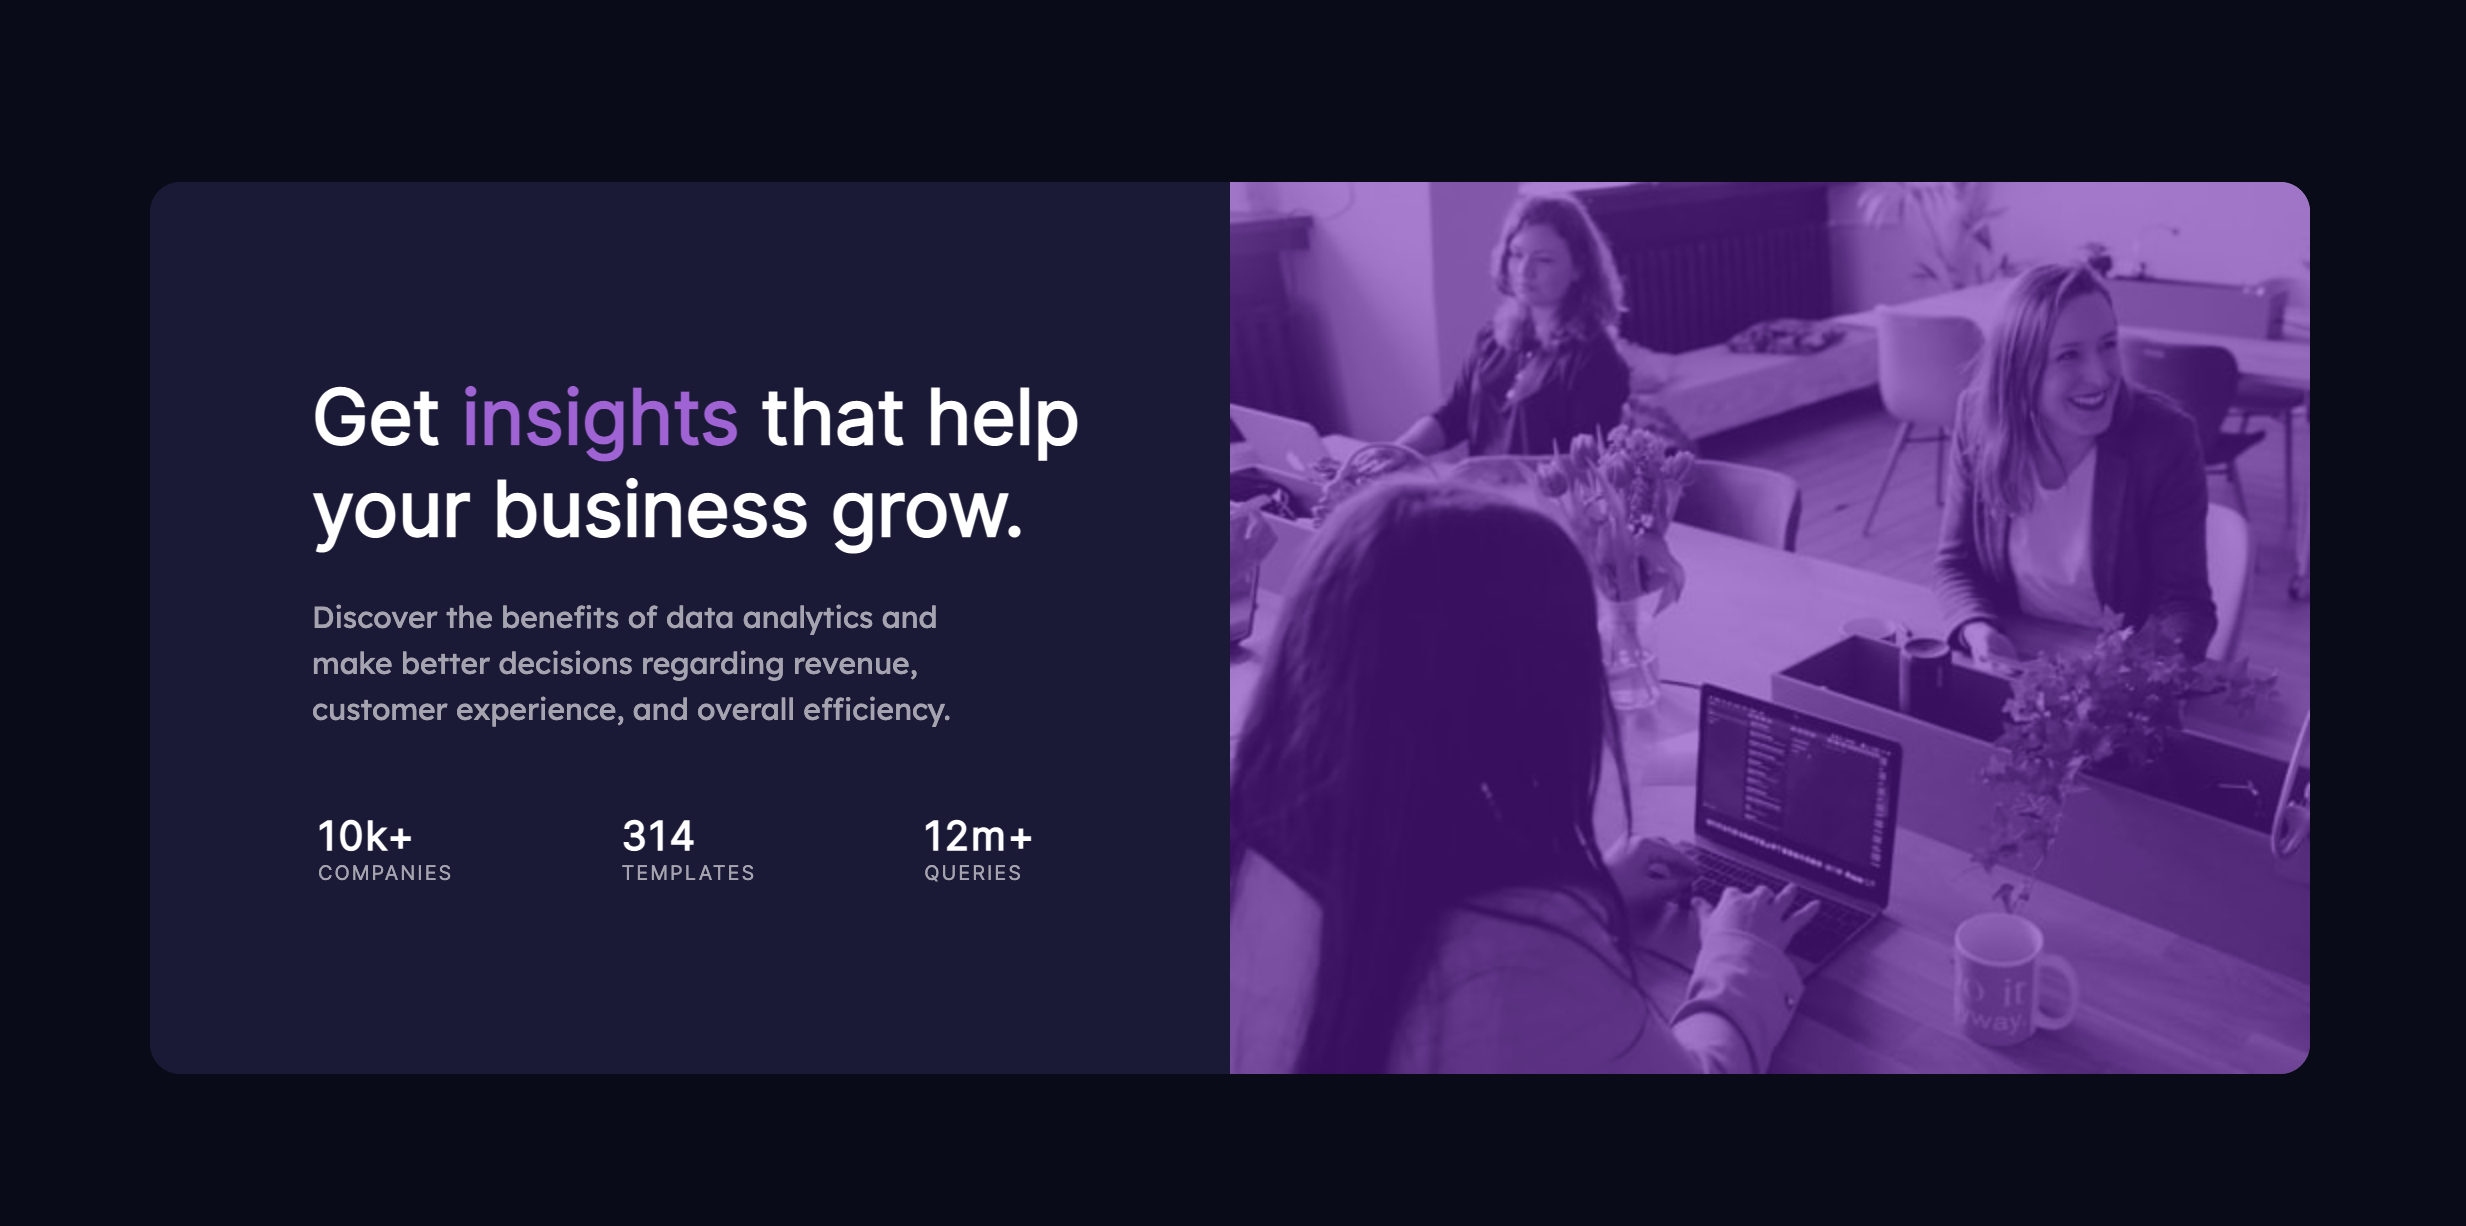 Get insights that help
your business grow.
Discover the benefits of data analytics and
make better decisions regarding revenue,
customer experience, and overall efficiency.
10k+
COMPANIES
314
TEMPLATES
12m+
QUERIES
it